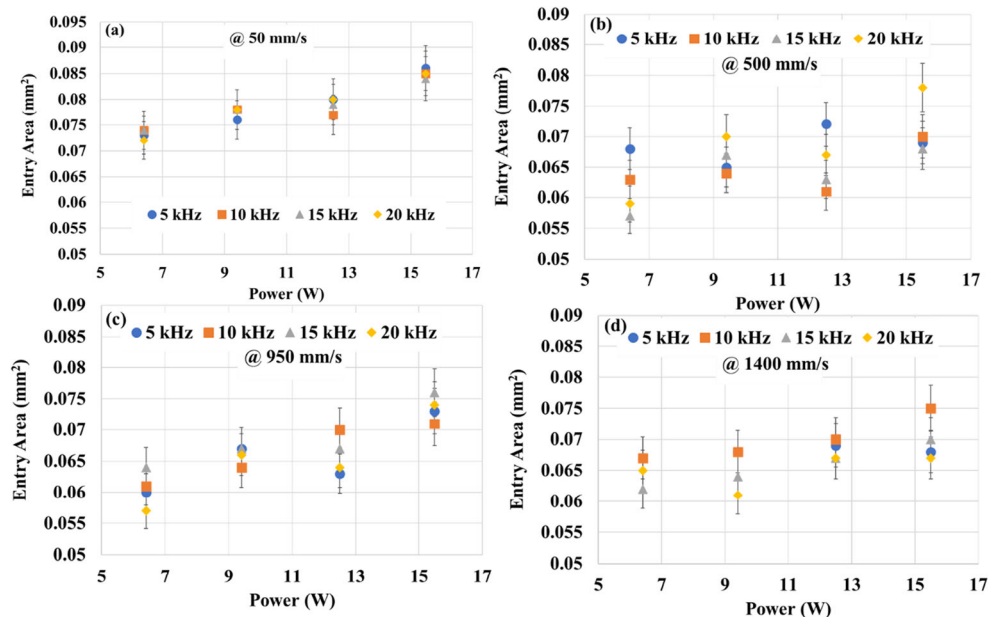 (a)
@ 50 mm/s
Entry Area (mm²)
0.095
0.09
0.085
0.08
0.075
0.07
0.065
0.06
0.055
0.05
5 kHz 10 kHz 15 kHz 20 kHz
5 7 9 11 13 15 17
Power (W)
(b)
5 kHz 10 kHz 15 kHz 20 kHz
@ 500 mm/s
Entry Area (mm²)
0.09
0.085
0.08
0.075
0.07
0.065
0.06
0.055
0.05
5 7 9 11 13 15 17
Power (W)
(c)
5 kHz 10 kHz 15 kHz 20 kHz
@ 950 mm/s
Entry Area (mm²)
0.09
0.085
0.08
0.075
0.07
0.065
0.06
0.055
0.05
5 7 9 11 13 15 17
Power (W)
(d)
5 kHz 10 kHz 15 kHz 20 kHz
@ 1400 mm/s
Entry Area (mm²)
0.09
0.085
0.08
0.075
0.07
0.065
0.06
0.055
0.05
5 7 9 11 13 15 17
Power (W)